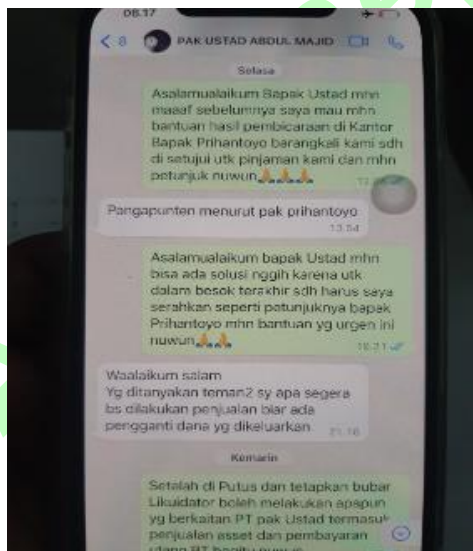 08.17
< 8 PAK USTAD ABDUL MAJID
Selasa
Asalamualaikum Bapak Ustad mhn
maaaf sebelumnya saya mau mhn
bantuan hasil pembicaraan di Kantor
Bapak Prihantoyo barangkali kami sdh
di setujui utk pinjaman kami dan mhn
petunjuk nuwun🙏🙏🙏
Pangapunten menurut pak prihantoyo
13.54
Asalamualaikum bapak Ustad mhn
bisa ada solusi nggih karena utk
dalam besok terakhir sdh harus saya
serahkan seperti petunjuknya bapak
Prihantoyo mhn bantuan yg urgen ini
nuwun🙏🙏
Waalaikum salam
Yg ditanyakan teman2 sy apa segera
bs dilakukan penjualan biar ada
pengganti dana yg dikeluarkan
Kemarin
Setalah di Putus dan tetapkan bubar
Likuidator boleh melakukan apapun
yg berkaitan PT pak Ustad termasuk
penjualan asset dan pembayaran